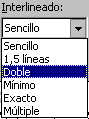 Interlineado:
Sencillo
Sencillo
1,5 líneas
Doble
Mínimo
Exacto
Múltiple